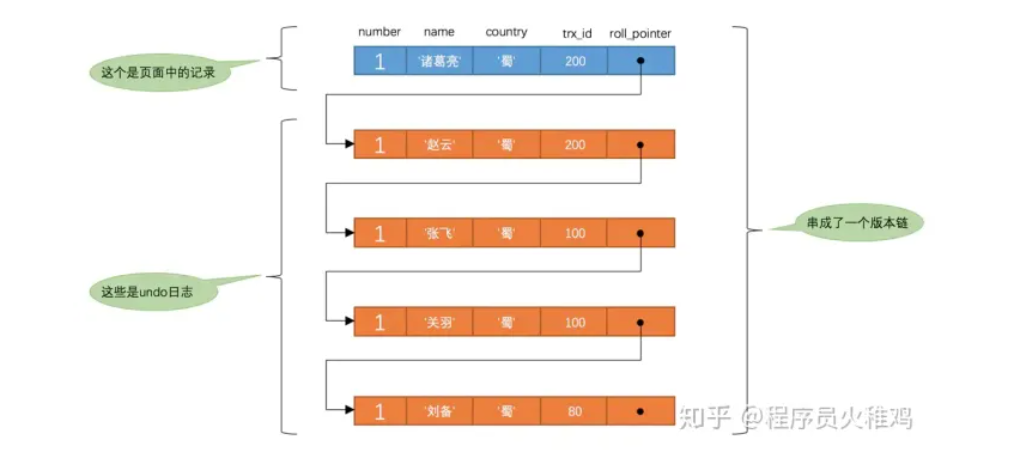 number name country trx_id roll_pointer
这个是页面中的记录
1 '诸葛亮' '蜀' 200
1 '赵云' '蜀' 200
1 '张飞' '蜀' 100
串成了一个版本链
这些是undo日志
1 '关羽' '蜀' 100
1 '刘备' '蜀' 80
知乎 @程序员火稚鸡